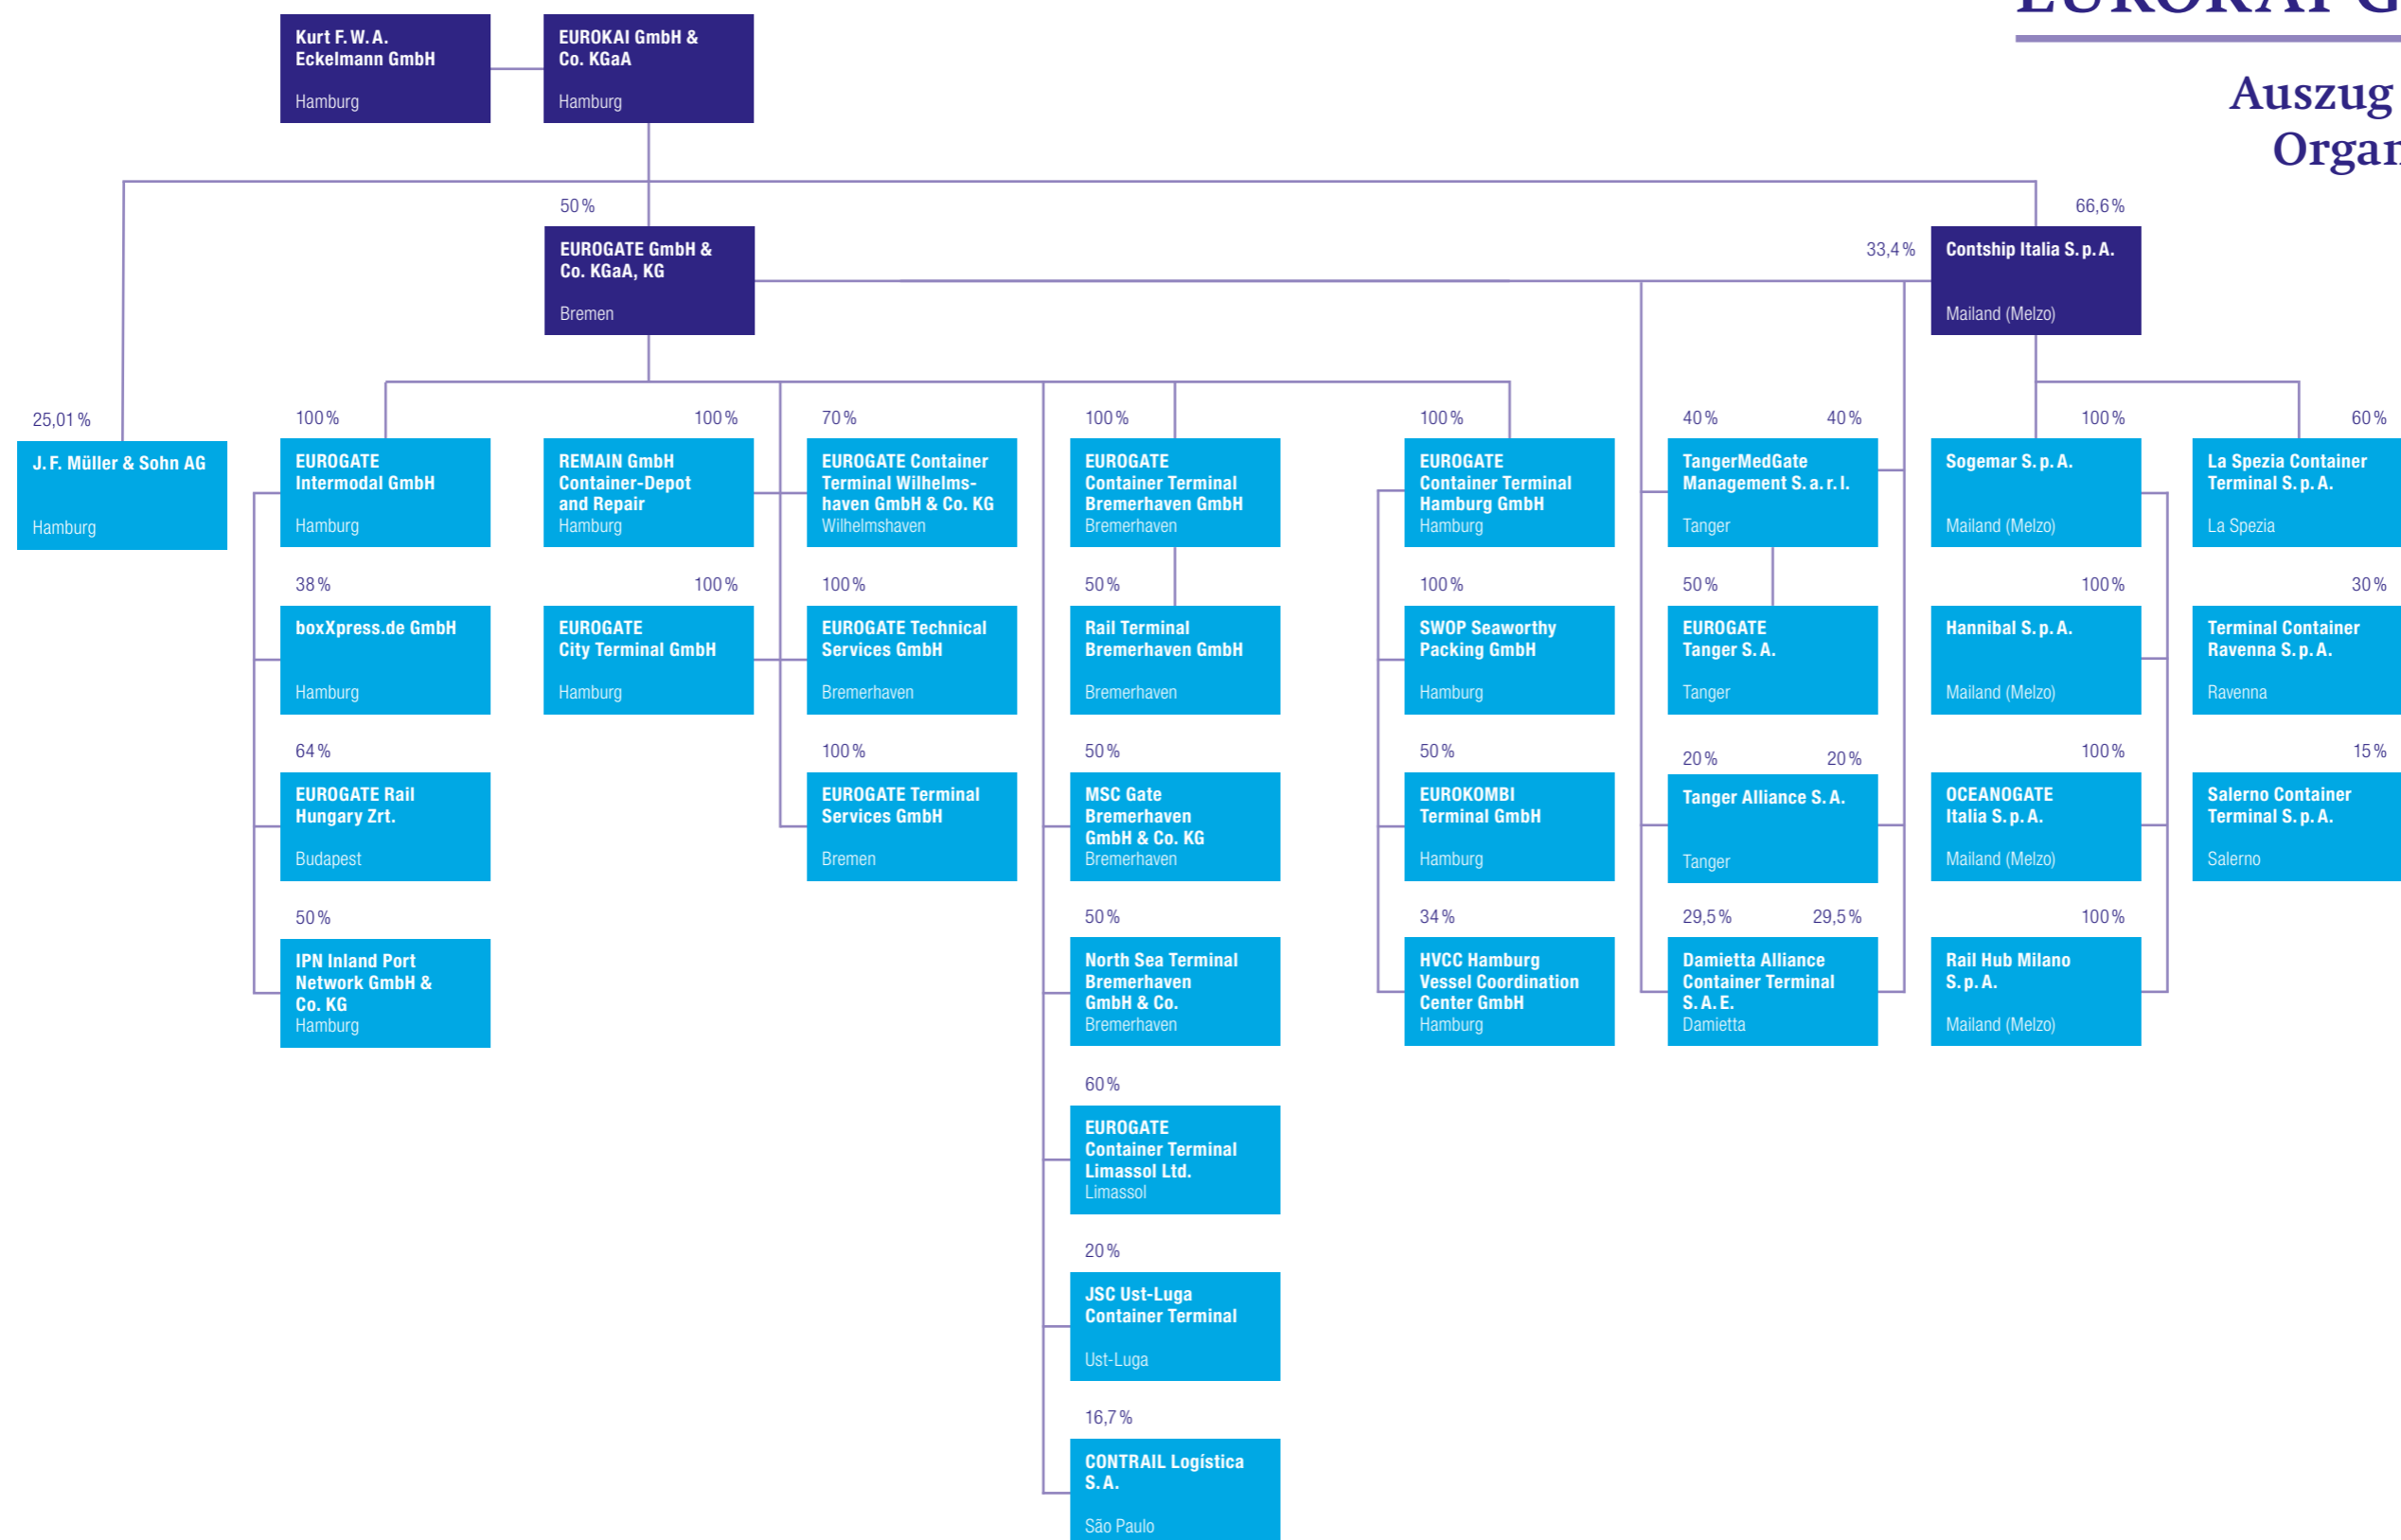 EUROKAI G
Auszug
Organ
Kurt F. W. A.
Eckelmann GmbH
Hamburg
EUROKAI GmbH &
Co. KGaA
Hamburg
50 %
EUROGATE GmbH &
Co. KGaA, KG
Bremen
66,6 %
33,4 %
Contship Italia S. p. A.
Mailand (Melzo)
25,01 %
J. F. Müller & Sohn AG
Hamburg
100 %
EUROGATE
Intermodal GmbH
Hamburg
38 %
boxXpress.de GmbH
Hamburg
64 %
EUROGATE Rail
Hungary Zrt.
Budapest
50 %
IPN Inland Port
Network GmbH &
Co. KG
Hamburg
100 %
REMAIN GmbH
Container-Depot
and Repair
Hamburg
100 %
EUROGATE
City Terminal GmbH
Hamburg
70 %
EUROGATE Container
Terminal Wilhelms-
haven GmbH & Co. KG
Wilhelmshaven
100 %
EUROGATE Technical
Services GmbH
Bremerhaven
100 %
EUROGATE Terminal
Services GmbH
Bremen
100 %
EUROGATE
Container Terminal
Bremerhaven GmbH
Bremerhaven
50 %
Rail Terminal
Bremerhaven GmbH
Bremerhaven
50 %
MSC Gate
Bremerhaven
GmbH & Co. KG
Bremerhaven
50 %
North Sea Terminal
Bremerhaven
GmbH & Co.
Bremerhaven
60 %
EUROGATE
Container Terminal
Limassol Ltd.
Limassol
20 %
JSC Ust-Luga
Container Terminal
Ust-Luga
16,7 %
CONTRAIL Logística
S. A.
São Paulo
100 %
EUROGATE
Container Terminal
Hamburg GmbH
Hamburg
100 %
SWOP Seaworthy
Packing GmbH
Hamburg
50 %
EUROKOMBI
Terminal GmbH
Hamburg
34 %
HVCC Hamburg
Vessel Coordination
Center GmbH
Hamburg
40 % 40 %
TangerMedGate
Management S. a. r. l.
Tanger
50 %
EUROGATE
Tanger S. A.
Tanger
20 % 20 %
Tanger Alliance S. A.
Tanger
29,5 % 29,5 %
Damietta Alliance
Container Terminal
S. A. E.
Damietta
100 %
Sogemar S. p. A.
Mailand (Melzo)
100 %
Hannibal S. p. A.
Mailand (Melzo)
100 %
OCEANOGATE
Italia S. p. A.
Mailand (Melzo)
100 %
Rail Hub Milano
S. p. A.
Mailand (Melzo)
60 %
La Spezia Container
Terminal S. p. A.
La Spezia
30 %
Terminal Container
Ravenna S. p. A.
Ravenna
15 %
Salerno Container
Terminal S. p. A.
Salerno